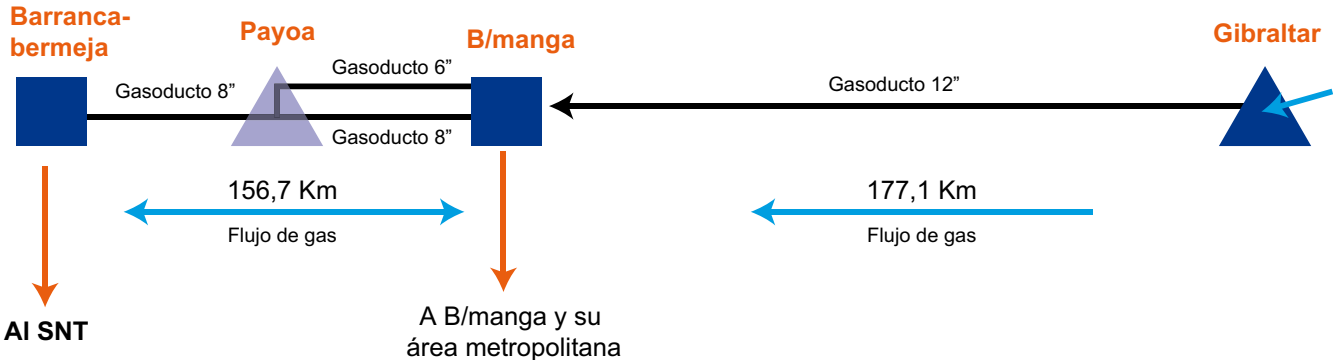 Barranca-
bermeja
Payoa
B/manga
Gibraltar
Gasoducto 8”
Gasoducto 6”
Gasoducto 8”
Gasoducto 12”
156,7 Km
Flujo de gas
177,1 Km
Flujo de gas
Al SNT
A B/manga y su
área metropolitana